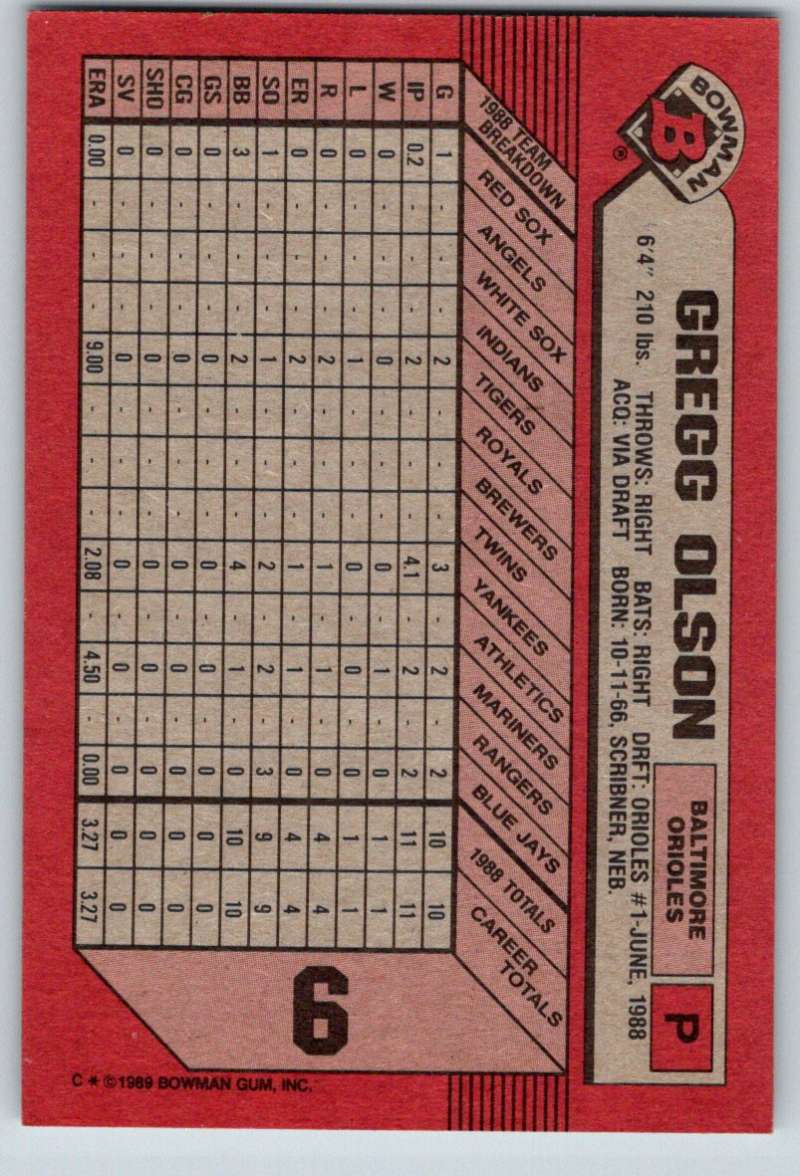 BOWMAN
B ®
GREGG OLSON
BALTIMORE ORIOLES
P
6'4" 210 lbs. THROWS: RIGHT BATS: RIGHT DRFT: ORIOLES #1-JUNE, 1988
ACQ: VIA DRAFT BORN: 10-11-66, SCRIBNER, NEB.
1988 TEAM BREAKDOWN RED SOX ANGELS WHITE SOX INDIANS TIGERS ROYALS BREWERS TWINS YANKEES ATHLETICS MARINERS RANGERS BLUE JAYS 1988 TOTALS CAREER TOTALS
G 1 - - - 2 - - - 3 - 2 - 2 10 10
IP 0.2 - - - 2 - - - 4.1 - 2 - 2 11 11
W 0 - - - 0 - - - 0 - 1 - 0 1 1
L 0 - - - 1 - - - 0 - 0 - 0 1 1
R 0 - - - 2 - - - 1 - 1 - 0 4 4
ER 0 - - - 2 - - - 1 - 1 - 0 4 4
SO 1 - - - 1 - - - 2 - 2 - 3 9 9
BB 3 - - - 2 - - - 4 - 1 - 0 10 10
GS 0 - - - 0 - - - 0 - 0 - 0 0 0
CG 0 - - - 0 - - - 0 - 0 - 0 0 0
SHO 0 - - - 0 - - - 0 - 0 - 0 0 0
SV 0 - - - 0 - - - 0 - 0 - 0 0 0
ERA 0.00 - - - 9.00 - - - 2.08 - 4.50 - 0.00 3.27 3.27
6
C * © 1989 BOWMAN GUM, INC.